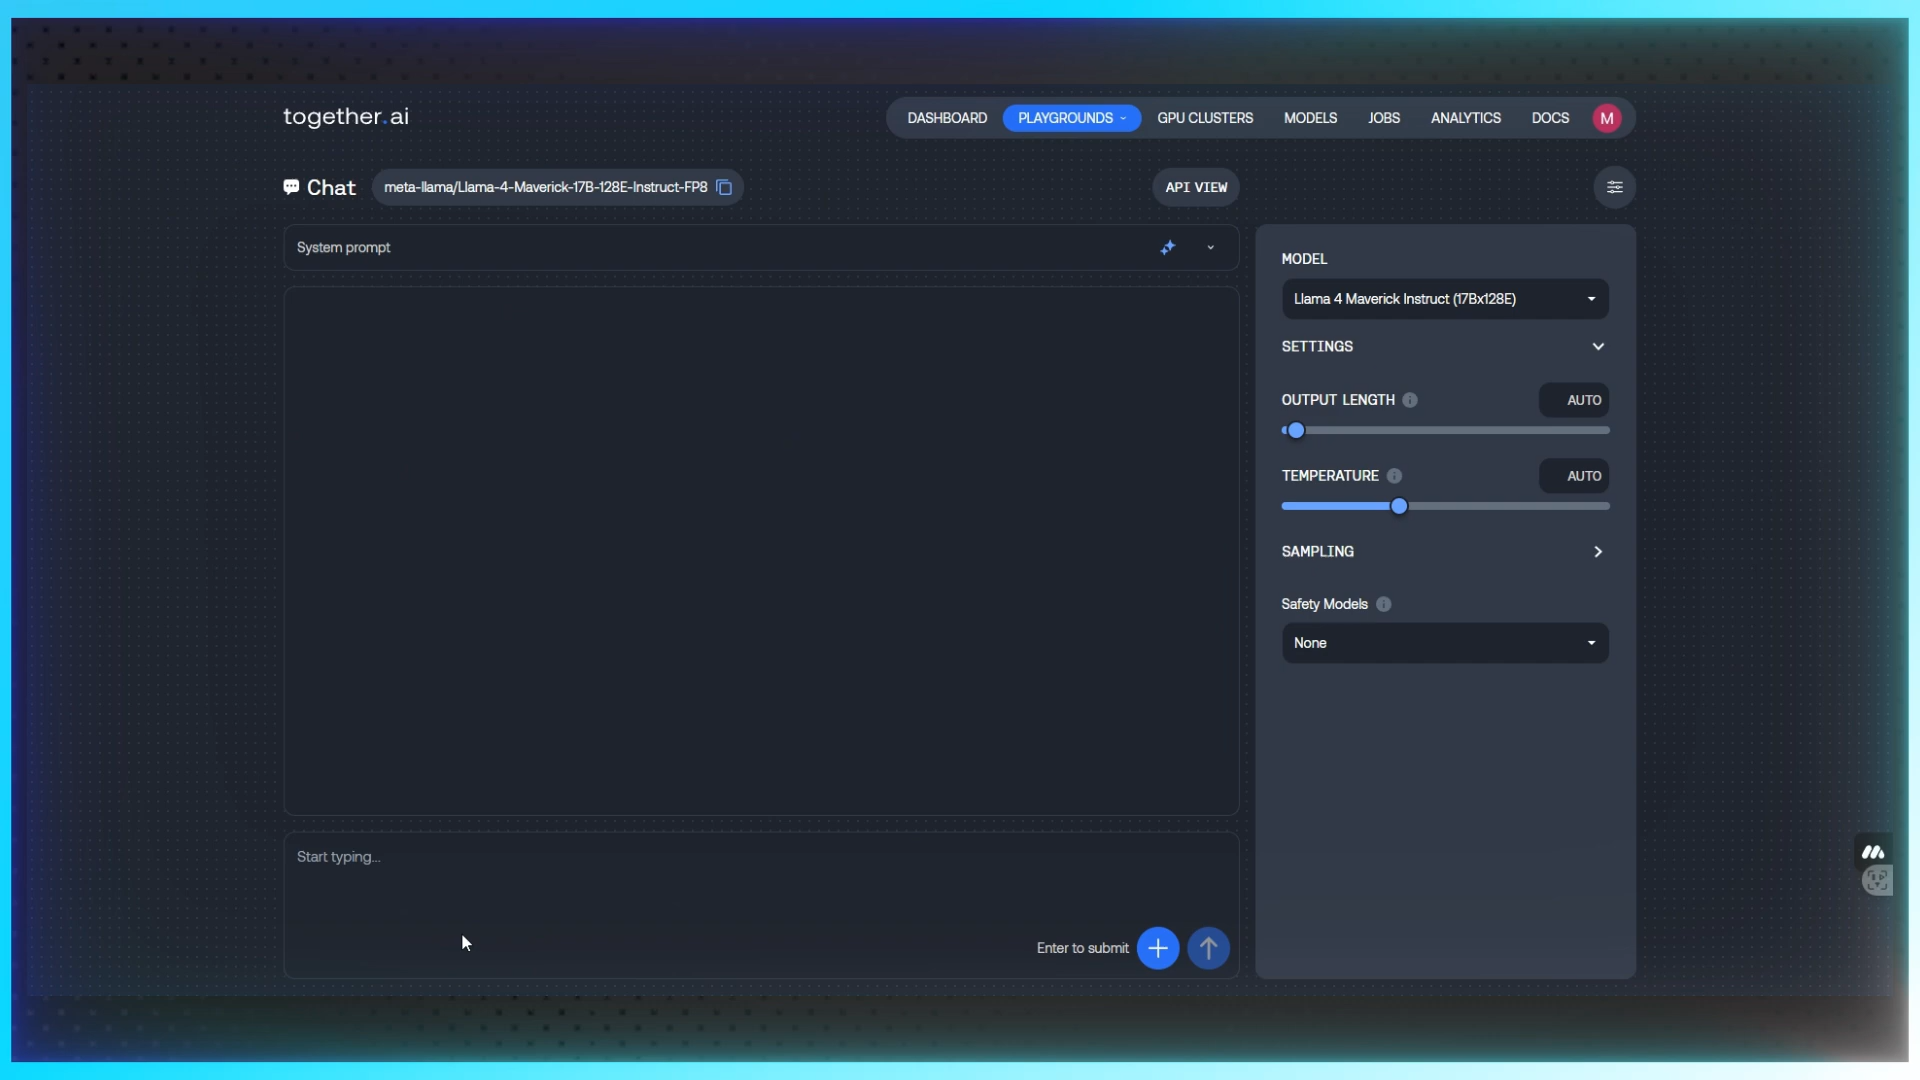 together.ai
DASHBOARD PLAYGROUNDS GPU CLUSTERS MODELS JOBS ANALYTICS DOCS M
Chat meta-llama/Llama-4-Maverick-17B-128E-Instruct-FP8 API VIEW
System prompt
MODEL
Llama 4 Maverick Instruct (17Bx128E)
SETTINGS
OUTPUT LENGTH AUTO
TEMPERATURE AUTO
SAMPLING
Safety Models
None
Start typing...
Enter to submit